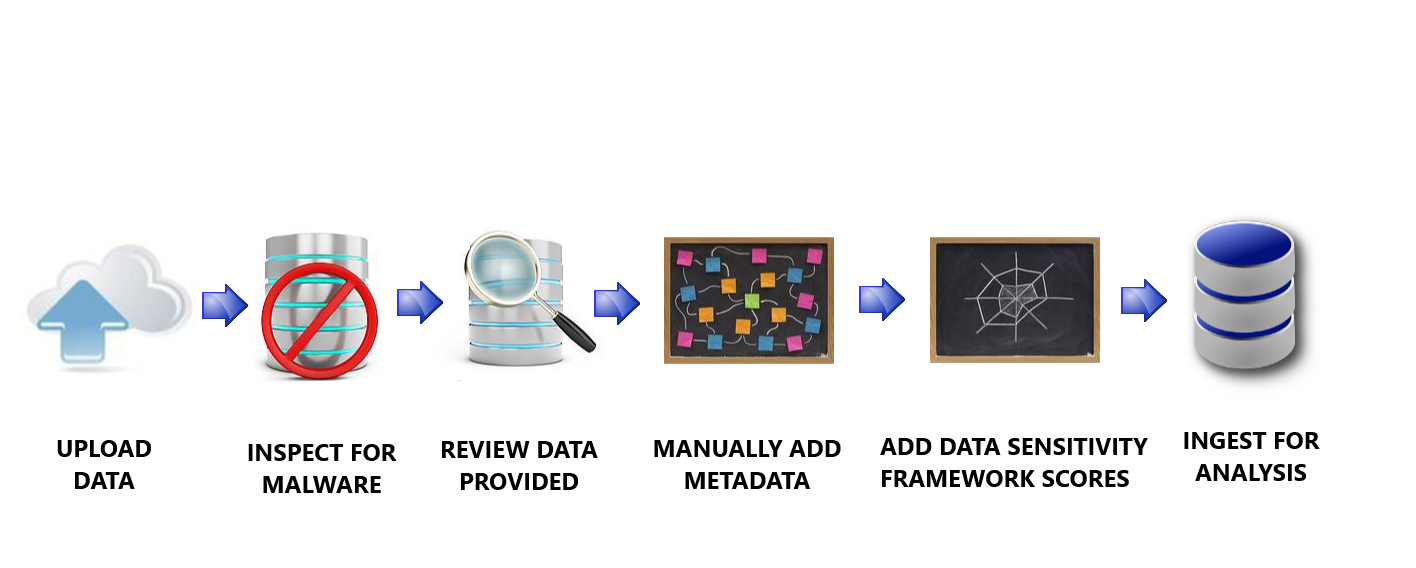 UPLOAD
DATA
INSPECT FOR
MALWARE
REVIEW DATA
PROVIDED
MANUALLY ADD
METADATA
ADD DATA SENSITIVITY
FRAMEWORK SCORES
INGEST FOR
ANALYSIS